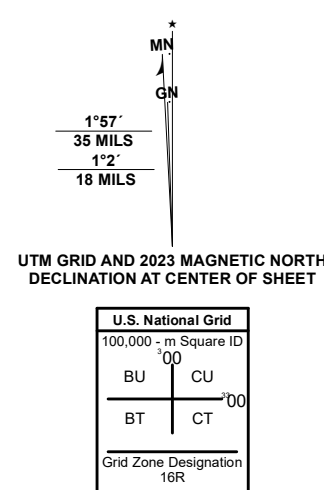 ★
MN
GN
1°57´
35 MILS
1°2´
18 MILS
UTM GRID AND 2023 MAGNETIC NORTH
DECLINATION AT CENTER OF SHEET
U.S. National Grid
100,000 - m Square ID
³00
BU CU
³³00
BT CT
Grid Zone Designation
16R